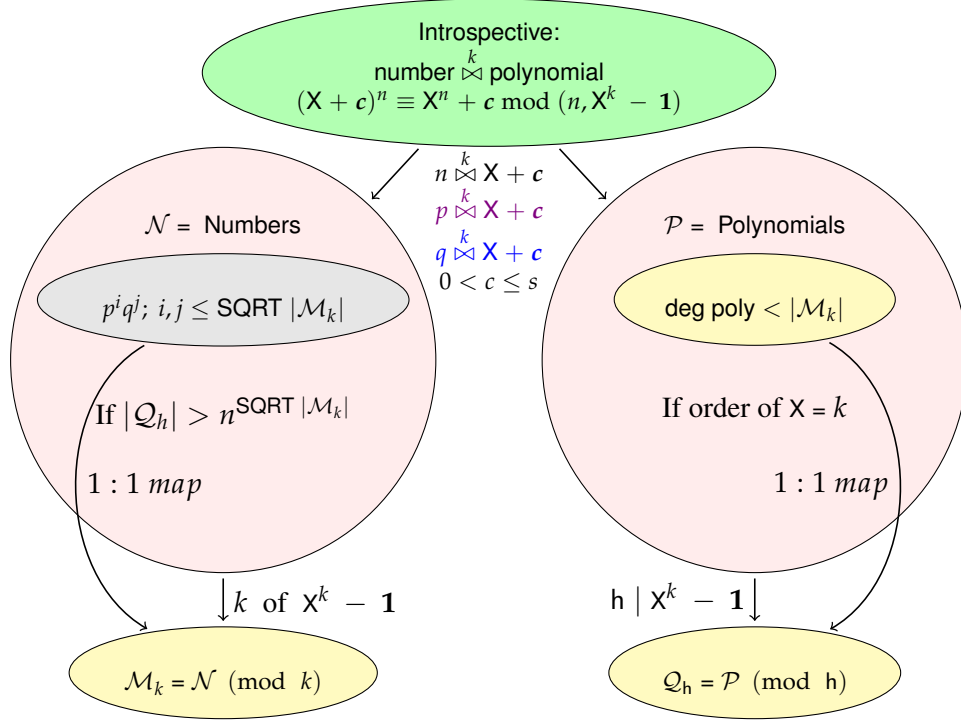 Introspective:
number ⋈^k polynomial
(X + c)^n ≡ X^n + c mod (n, X^k − 1)
n ⋈^k X + c
p ⋈^k X + c
q ⋈^k X + c
0 < c ≤ s
𝒩 = Numbers
p^i q^j; i, j ≤ SQRT |ℳ_k|
If |𝒬_h| > n^{SQRT |ℳ_k|}
1 : 1 map
k of X^k − 1
ℳ_k = 𝒩 (mod k)
𝒫 = Polynomials
deg poly < |ℳ_k|
If order of X = k
1 : 1 map
h | X^k − 1
𝒬_h = 𝒫 (mod h)